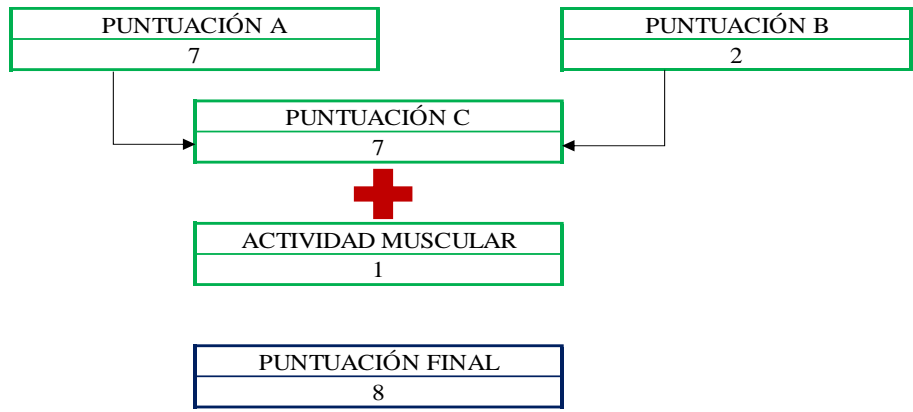 PUNTUACIÓN A
7
PUNTUACIÓN B
2
PUNTUACIÓN C
7
ACTIVIDAD MUSCULAR
1
PUNTUACIÓN FINAL
8